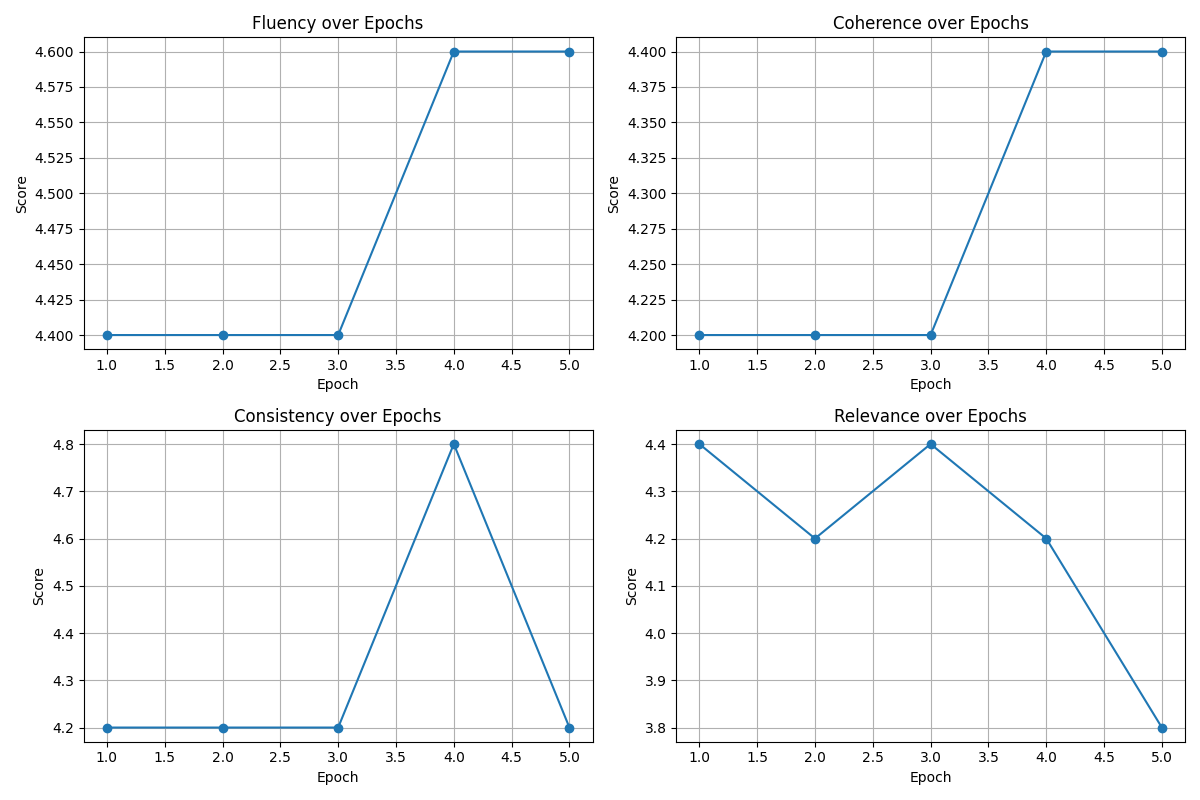 Fluency over Epochs
4.600
4.575
4.550
4.525
4.500
4.475
4.450
4.425
4.400
Score
1.0 1.5 2.0 2.5 3.0 3.5 4.0 4.5 5.0
Epoch
Coherence over Epochs
4.400
4.375
4.350
4.325
4.300
4.275
4.250
4.225
4.200
Score
1.0 1.5 2.0 2.5 3.0 3.5 4.0 4.5 5.0
Epoch
Consistency over Epochs
4.8
4.7
4.6
4.5
4.4
4.3
4.2
Score
1.0 1.5 2.0 2.5 3.0 3.5 4.0 4.5 5.0
Epoch
Relevance over Epochs
4.4
4.3
4.2
4.1
4.0
3.9
3.8
Score
1.0 1.5 2.0 2.5 3.0 3.5 4.0 4.5 5.0
Epoch